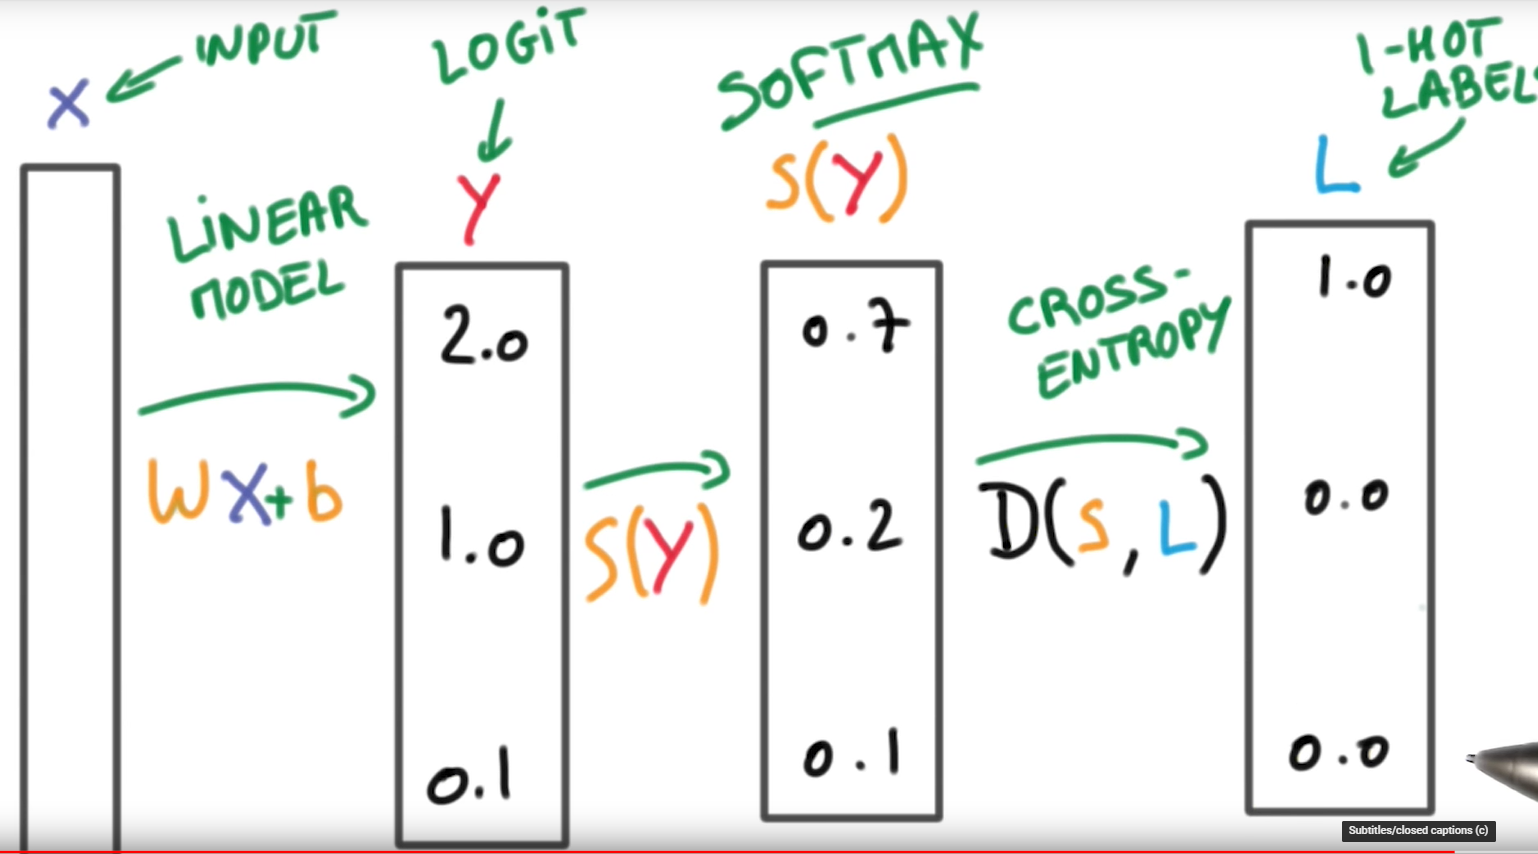 X
INPUT
LINEAR
MODEL
WX+b
LOGIT
Y
2.0
1.0
0.1
S(Y)
SOFTMAX
S(Y)
0.7
0.2
0.1
CROSS-
ENTROPY
D(S,L)
1-HOT
LABELS
L
1.0
0.0
0.0
Subtitles/closed captions (c)